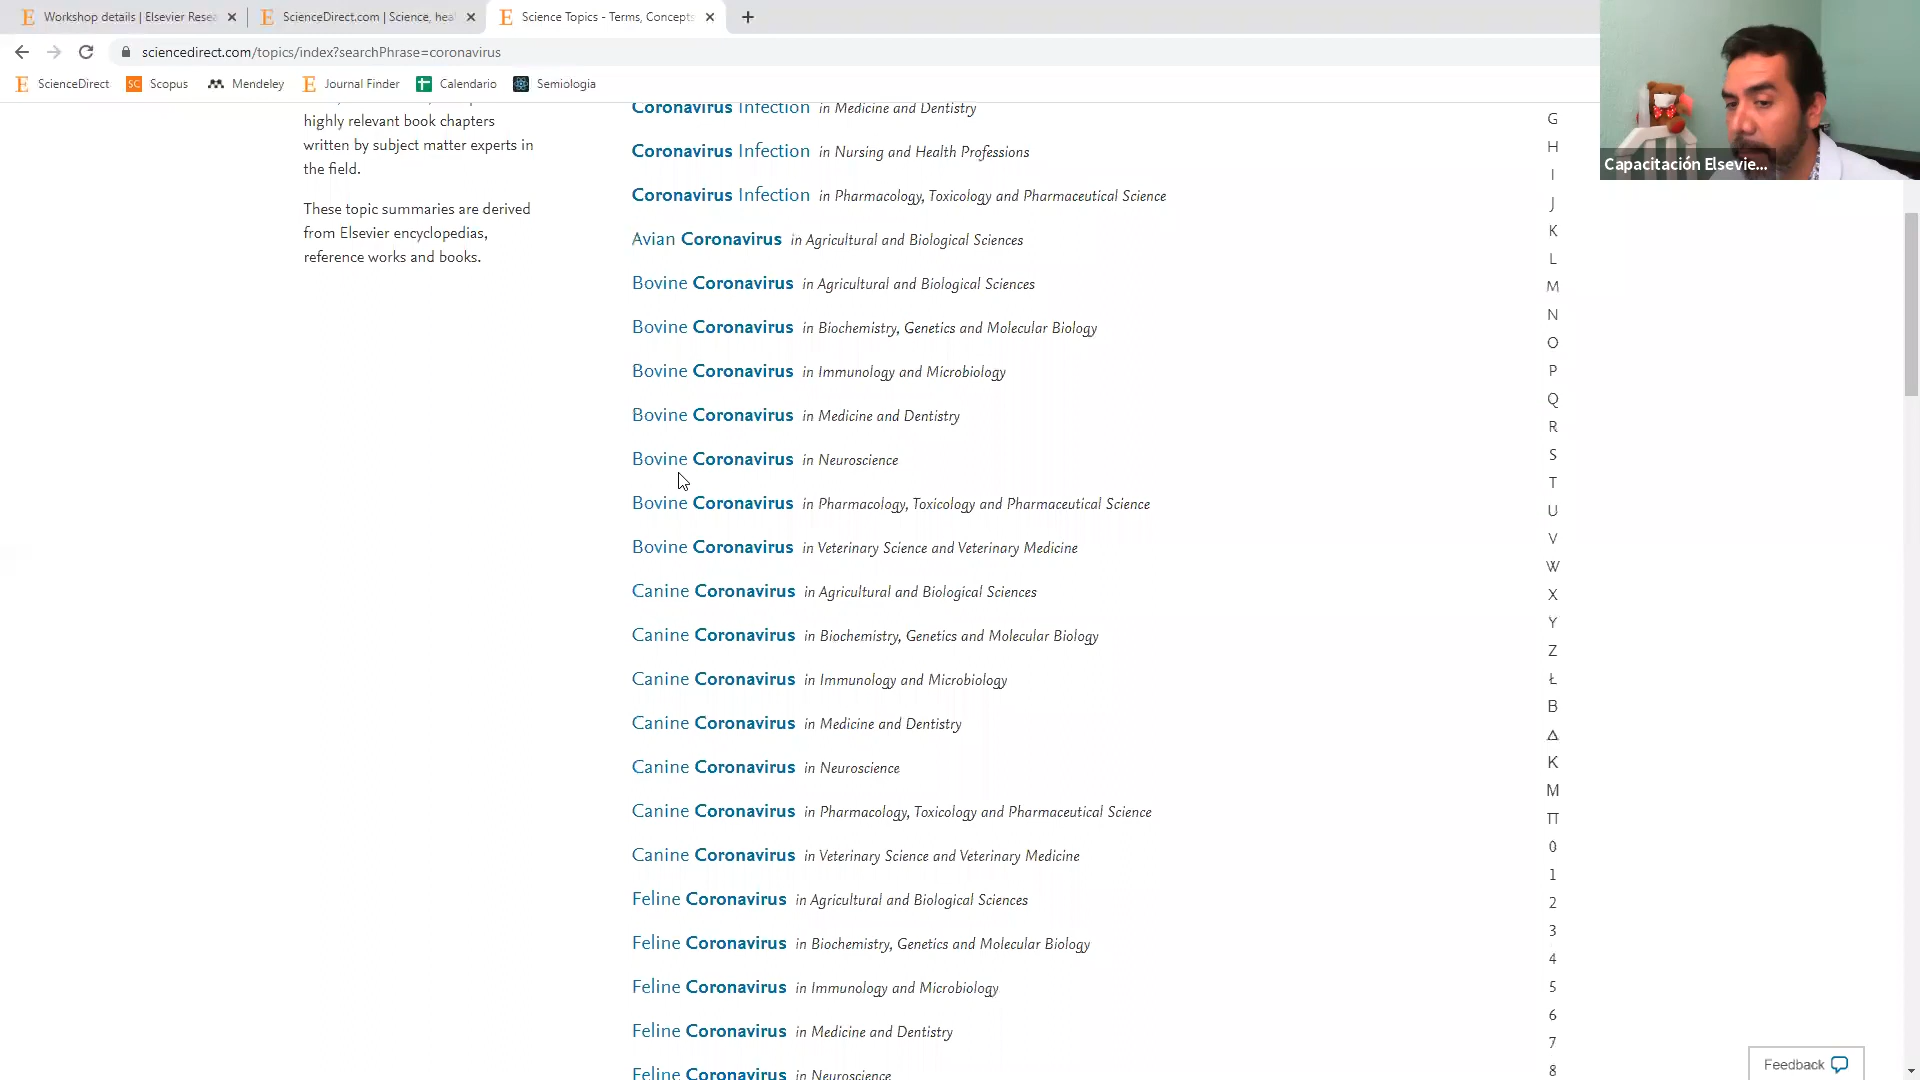 Workshop details | Elsevier Resea
ScienceDirect.com | Science, heal
Science Topics - Terms, Concepts
sciencedirect.com/topics/index?searchPhrase=coronavirus
ScienceDirect
Scopus
Mendeley
Journal Finder
Calendario
Semiologia
highly relevant book chapters
written by subject matter experts in
the field.
These topic summaries are derived
from Elsevier encyclopedias,
reference works and books.
Coronavirus Infection in Medicine and Dentistry
Coronavirus Infection in Nursing and Health Professions
Coronavirus Infection in Pharmacology, Toxicology and Pharmaceutical Science
Avian Coronavirus in Agricultural and Biological Sciences
Bovine Coronavirus in Agricultural and Biological Sciences
Bovine Coronavirus in Biochemistry, Genetics and Molecular Biology
Bovine Coronavirus in Immunology and Microbiology
Bovine Coronavirus in Medicine and Dentistry
Bovine Coronavirus in Neuroscience
Bovine Coronavirus in Pharmacology, Toxicology and Pharmaceutical Science
Bovine Coronavirus in Veterinary Science and Veterinary Medicine
Canine Coronavirus in Agricultural and Biological Sciences
Canine Coronavirus in Biochemistry, Genetics and Molecular Biology
Canine Coronavirus in Immunology and Microbiology
Canine Coronavirus in Medicine and Dentistry
Canine Coronavirus in Neuroscience
Canine Coronavirus in Pharmacology, Toxicology and Pharmaceutical Science
Canine Coronavirus in Veterinary Science and Veterinary Medicine
Feline Coronavirus in Agricultural and Biological Sciences
Feline Coronavirus in Biochemistry, Genetics and Molecular Biology
Feline Coronavirus in Immunology and Microbiology
Feline Coronavirus in Medicine and Dentistry
Feline Coronavirus in Neuroscience
G
H
I
J
K
L
M
N
O
P
Q
R
S
T
U
V
W
X
Y
Z
Ł
Β
Δ
Κ
Μ
Π
0
1
2
3
4
5
6
7
8
Capacitación Elsevie...
Feedback